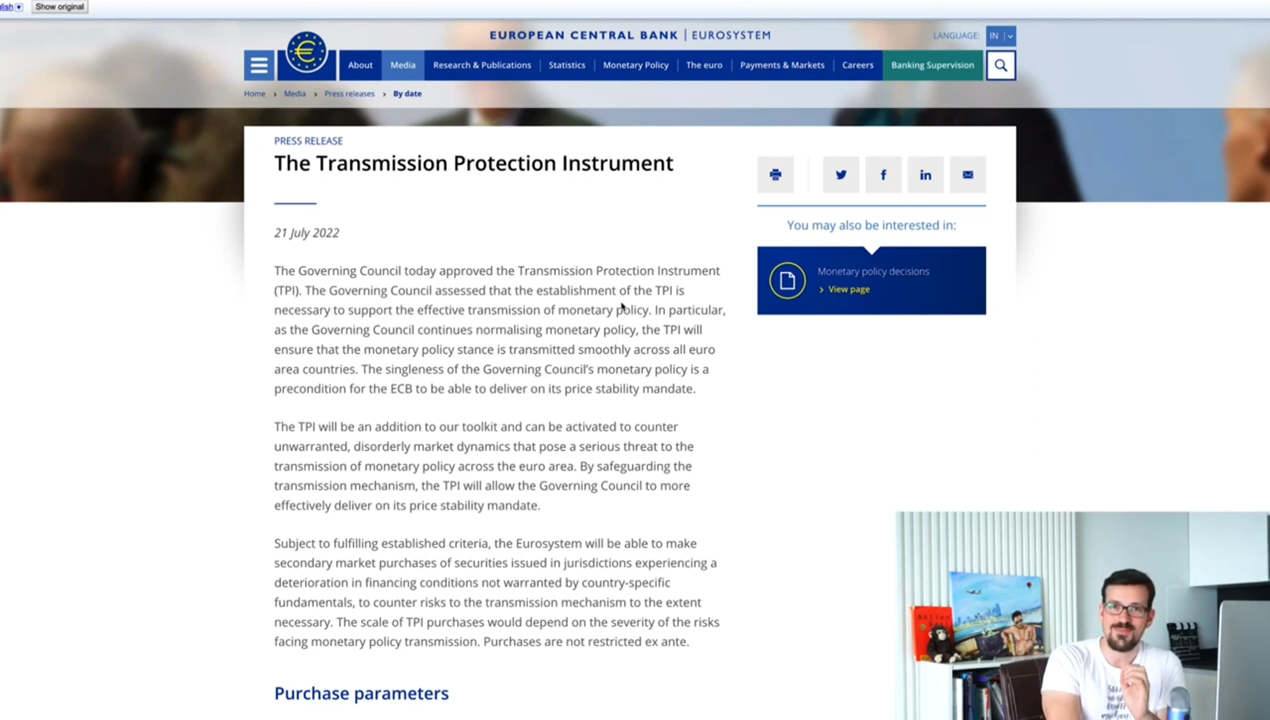 glish
Show original
EUROPEAN CENTRAL BANK | EUROSYSTEM
LANGUAGE: IN
About
Media
Research & Publications
Statistics
Monetary Policy
The euro
Payments & Markets
Careers
Banking Supervision
Home > Media > Press releases > By date
PRESS RELEASE
The Transmission Protection Instrument
21 July 2022
The Governing Council today approved the Transmission Protection Instrument
(TPI). The Governing Council assessed that the establishment of the TPI is
necessary to support the effective transmission of monetary policy. In particular,
as the Governing Council continues normalising monetary policy, the TPI will
ensure that the monetary policy stance is transmitted smoothly across all euro
area countries. The singleness of the Governing Council's monetary policy is a
precondition for the ECB to be able to deliver on its price stability mandate.
The TPI will be an addition to our toolkit and can be activated to counter
unwarranted, disorderly market dynamics that pose a serious threat to the
transmission of monetary policy across the euro area. By safeguarding the
transmission mechanism, the TPI will allow the Governing Council to more
effectively deliver on its price stability mandate.
Subject to fulfilling established criteria, the Eurosystem will be able to make
secondary market purchases of securities issued in jurisdictions experiencing a
deterioration in financing conditions not warranted by country-specific
fundamentals, to counter risks to the transmission mechanism to the extent
necessary. The scale of TPI purchases would depend on the severity of the risks
facing monetary policy transmission. Purchases are not restricted ex ante.
Purchase parameters
You may also be interested in:
Monetary policy decisions
> View page